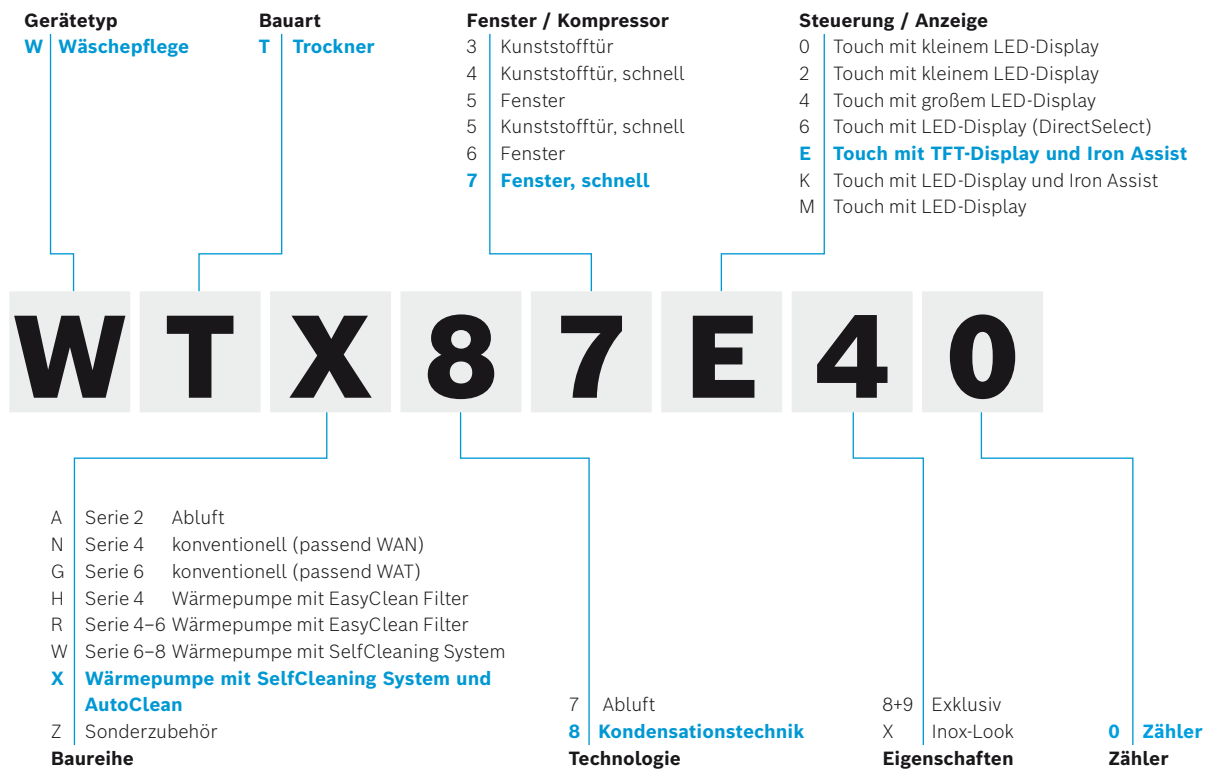 Gerätetyp
W Wäschepflege
Bauart
T Trockner
Fenster / Kompressor
3 Kunststofftür
4 Kunststofftür, schnell
5 Fenster
5 Kunststofftür, schnell
6 Fenster
7 Fenster, schnell
Steuerung / Anzeige
0 Touch mit kleinem LED-Display
2 Touch mit kleinem LED-Display
4 Touch mit großem LED-Display
6 Touch mit LED-Display (DirectSelect)
E Touch mit TFT-Display und Iron Assist
K Touch mit LED-Display und Iron Assist
M Touch mit LED-Display
W T X 8 7 E 4 0
A Serie 2 Abluft
N Serie 4 konventionell (passend WAN)
G Serie 6 konventionell (passend WAT)
H Serie 4 Wärmepumpe mit EasyClean Filter
R Serie 4–6 Wärmepumpe mit EasyClean Filter
W Serie 6–8 Wärmepumpe mit SelfCleaning System
X Wärmepumpe mit SelfCleaning System und
AutoClean
Z Sonderzubehör
Baureihe
7 Abluft
8 Kondensationstechnik
Technologie
8+9 Exklusiv
X Inox-Look
Eigenschaften
0 Zähler
Zähler